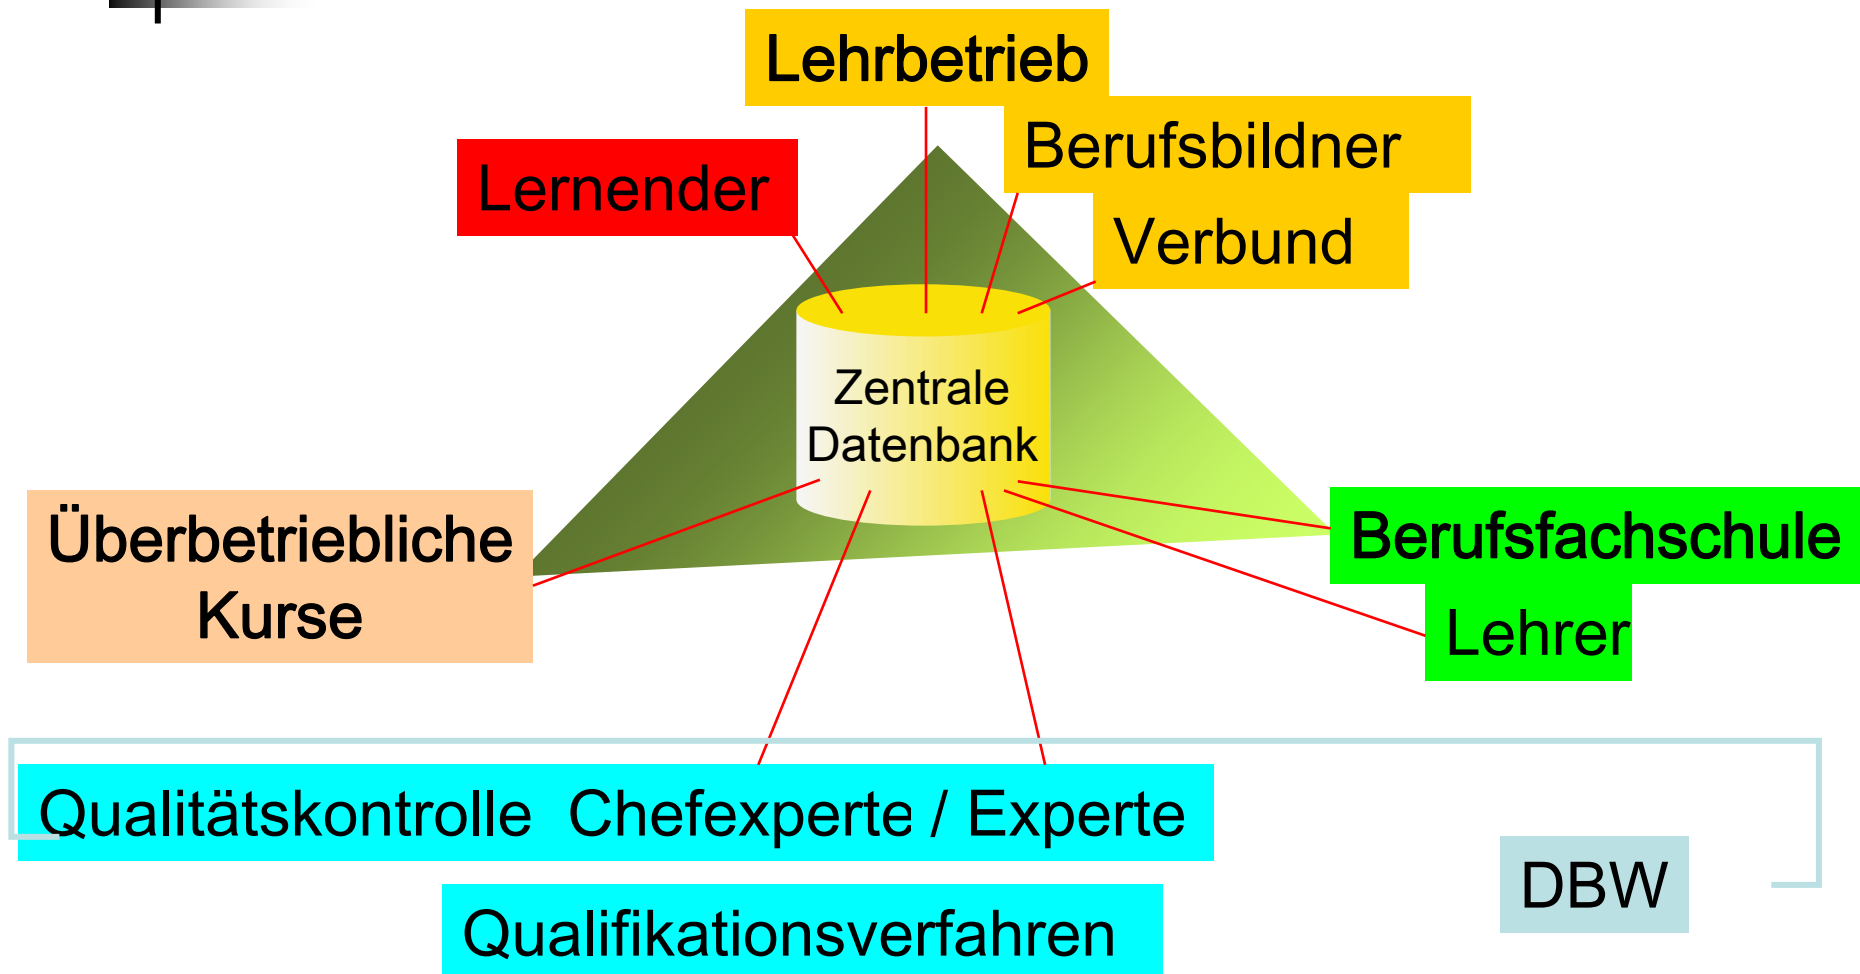 Lehrbetrieb
Berufsbildner
Lernender
Verbund
Zentrale
Datenbank
Überbetriebliche
Kurse
Berufsfachschule
Lehrer
Qualitätskontrolle Chefexperte / Experte
DBW
Qualifikationsverfahren